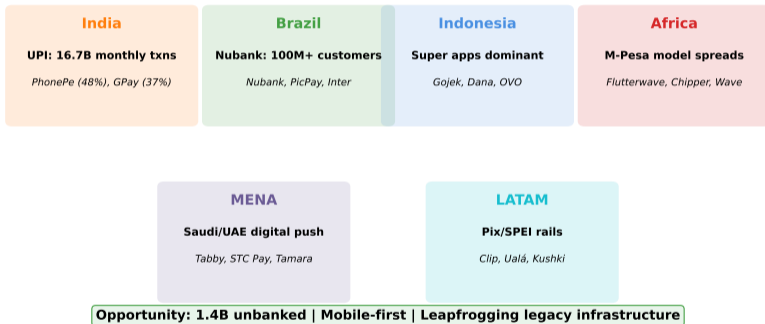 India
UPI: 16.7B monthly txns
PhonePe (48%), GPay (37%)
Brazil
Nubank: 100M+ customers
Nubank, PicPay, Inter
Indonesia
Super apps dominant
Gojek, Dana, OVO
Africa
M-Pesa model spreads
Flutterwave, Chipper, Wave
MENA
Saudi/UAE digital push
Tabby, STC Pay, Tamara
LATAM
Pix/SPEI rails
Clip, Ualá, Kushki
Opportunity: 1.4B unbanked | Mobile-first | Leapfrogging legacy infrastructure